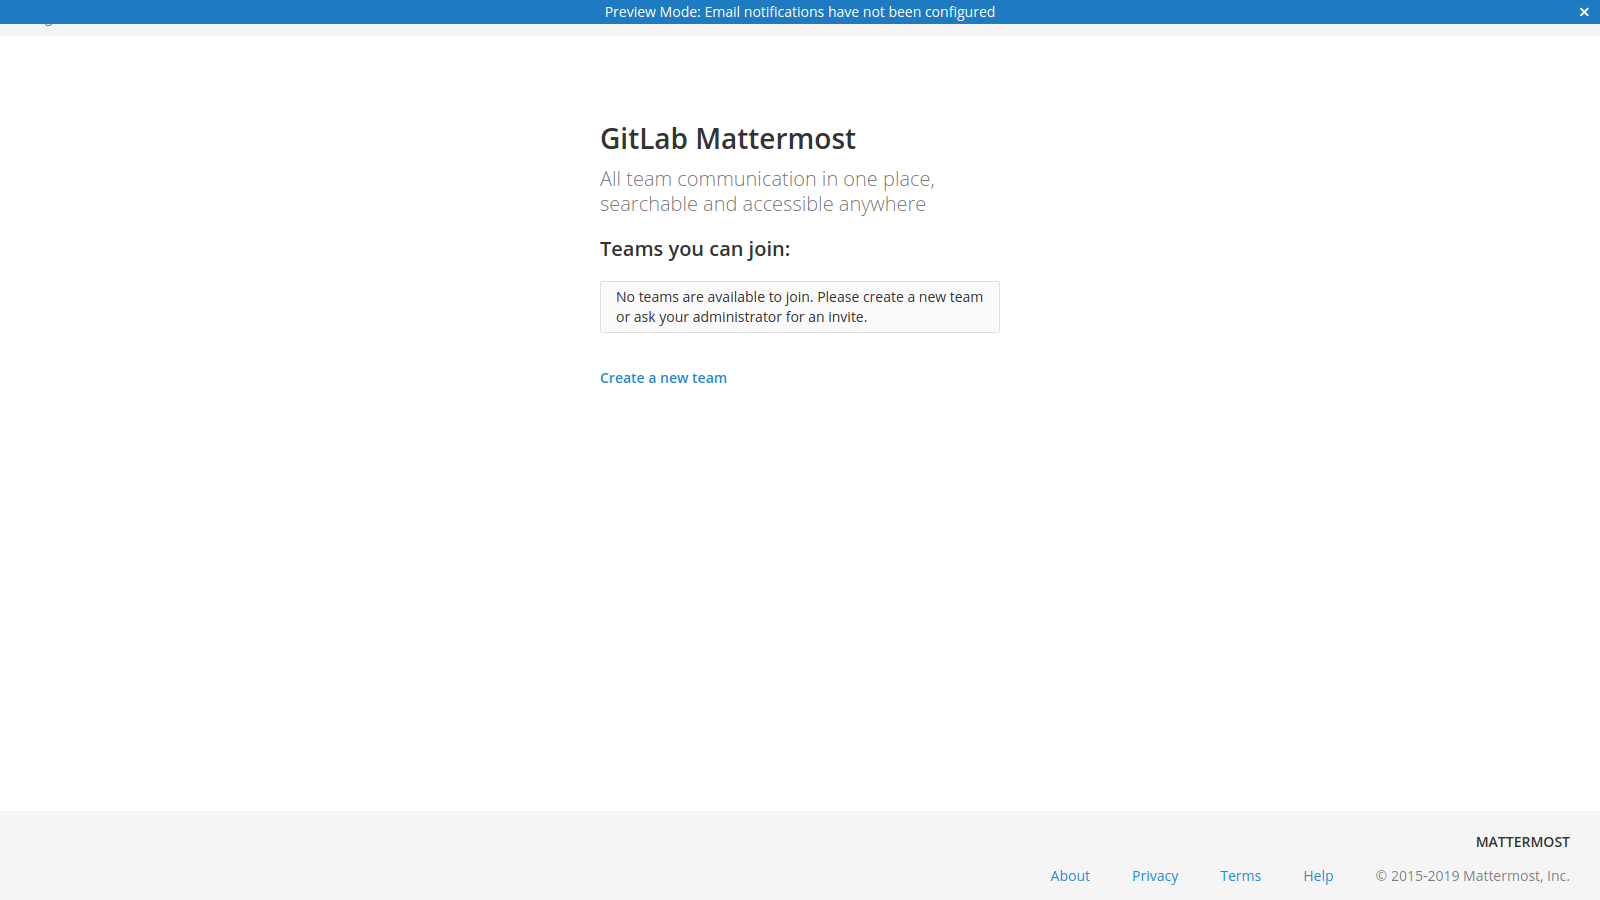 Preview Mode: Email notifications have not been configured ×
GitLab Mattermost
All team communication in one place,
searchable and accessible anywhere
Teams you can join:
No teams are available to join. Please create a new team
or ask your administrator for an invite.
Create a new team
MATTERMOST
About Privacy Terms Help © 2015-2019 Mattermost, Inc.